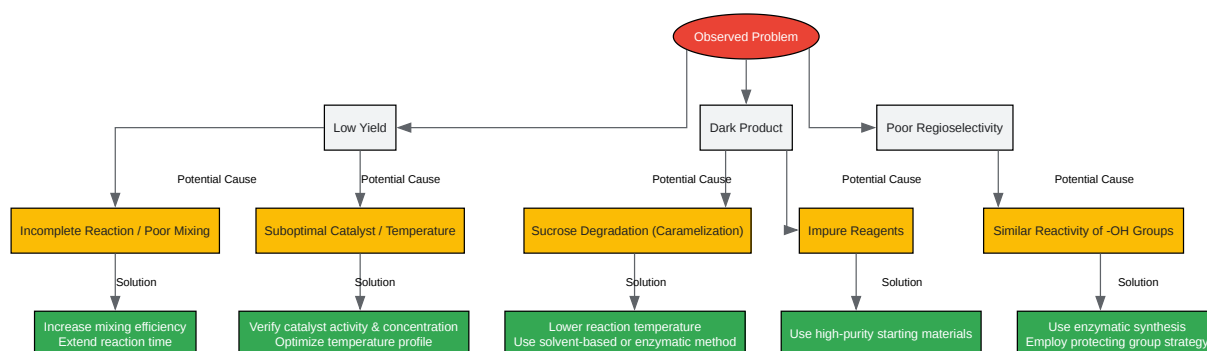 Observed Problem
Low Yield
Dark Product
Poor Regioselectivity
Potential Cause
Potential Cause
Potential Cause
Potential Cause
Potential Cause
Incomplete Reaction / Poor Mixing
Suboptimal Catalyst / Temperature
Sucrose Degradation (Caramelization)
Impure Reagents
Similar Reactivity of -OH Groups
Solution
Solution
Solution
Solution
Solution
Increase mixing efficiency
Extend reaction time
Verify catalyst activity & concentration
Optimize temperature profile
Lower reaction temperature
Use solvent-based or enzymatic method
Use high-purity starting materials
Use enzymatic synthesis
Employ protecting group strategy